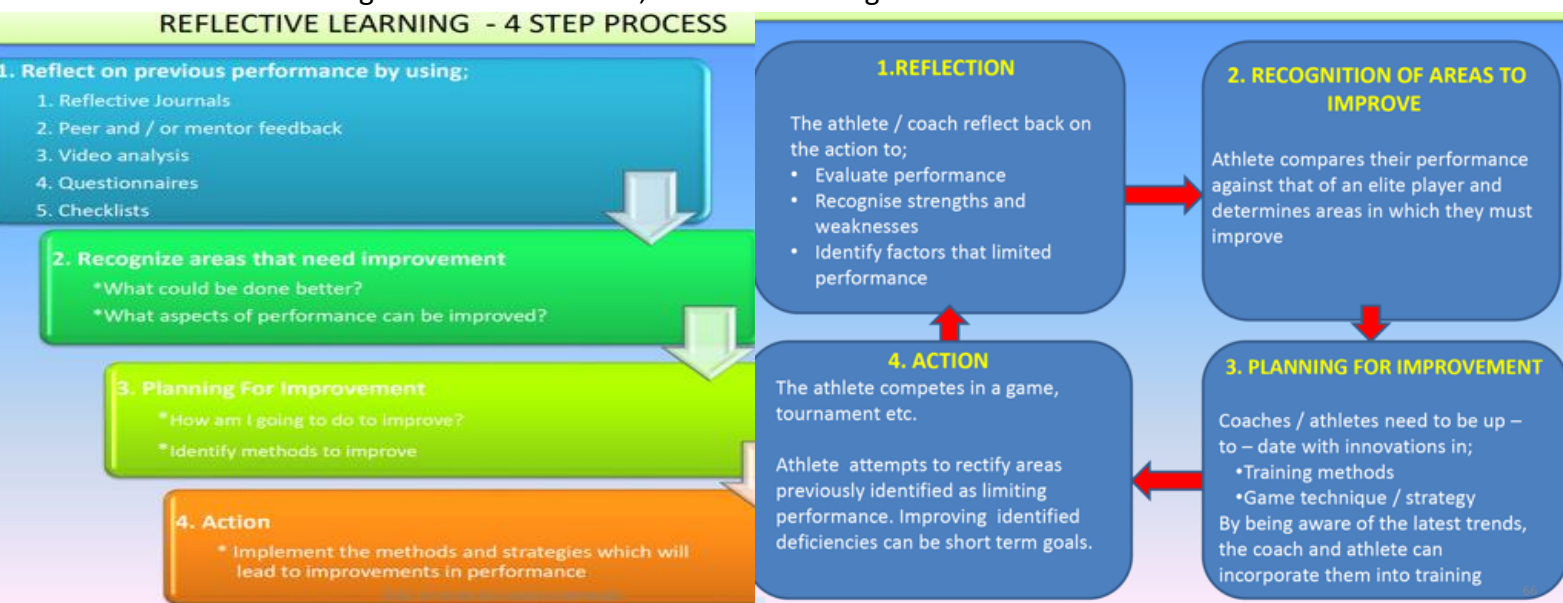 REFLECTIVE LEARNING - 4 STEP PROCESS
1. Reflect on previous performance by using;
1. Reflective Journals
2. Peer and / or mentor feedback
3. Video analysis
4. Questionnaires
5. Checklists
2. Recognize areas that need improvement
*What could be done better?
*What aspects of performance can be improved?
3. Planning For Improvement
*How am I going to do to improve?
*Identify methods to improve
4. Action
* Implement the methods and strategies which will
lead to improvements in performance
1.REFLECTION
The athlete / coach reflect back on
the action to;
• Evaluate performance
• Recognise strengths and
weaknesses
• Identify factors that limited
performance
2. RECOGNITION OF AREAS TO
IMPROVE
Athlete compares their performance
against that of an elite player and
determines areas in which they must
improve
3. PLANNING FOR IMPROVEMENT
Coaches / athletes need to be up –
to – date with innovations in;
•Training methods
•Game technique / strategy
By being aware of the latest trends,
the coach and athlete can
incorporate them into training
4. ACTION
The athlete competes in a game,
tournament etc.
Athlete attempts to rectify areas
previously identified as limiting
performance. Improving identified
deficiencies can be short term goals.